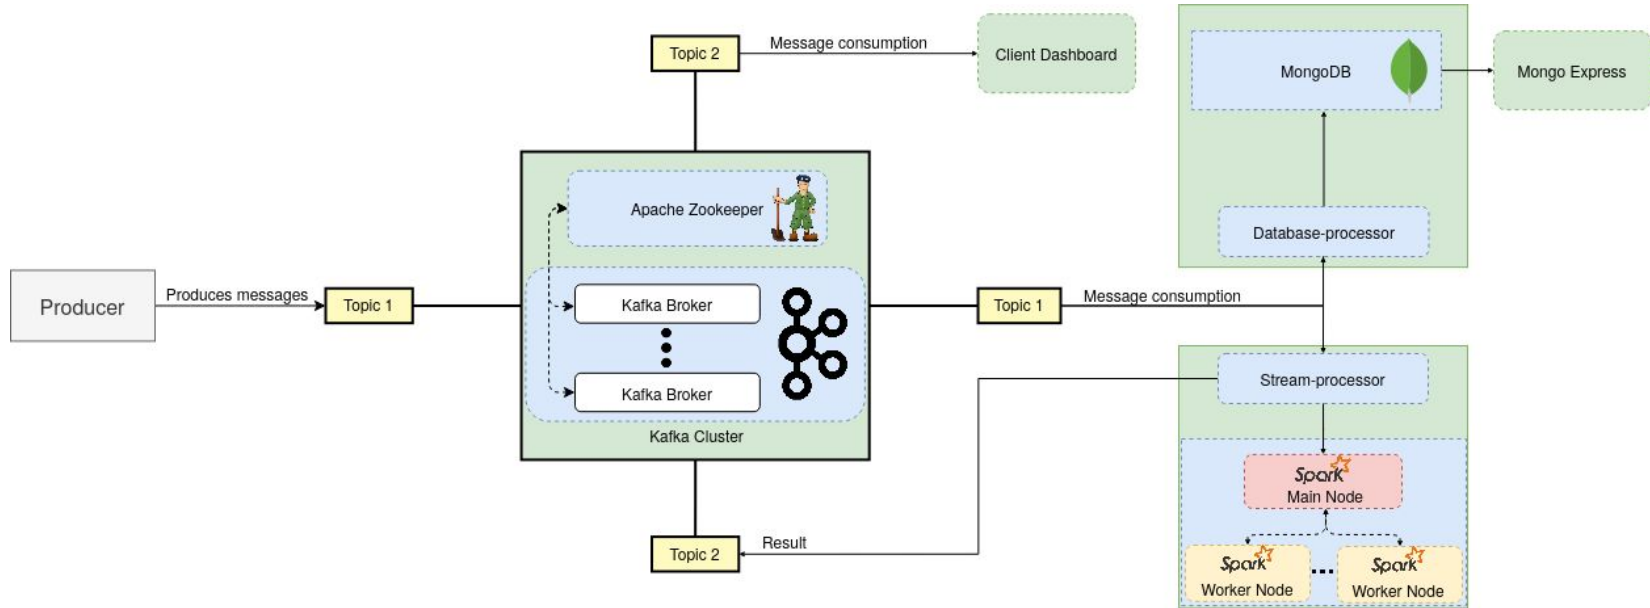 Topic 2
Message consumption
Client Dashboard
MongoDB
Mongo Express
Apache Zookeeper
Database-processor
Producer
Produces messages
Topic 1
Kafka Broker
Kafka Broker
Kafka Cluster
Topic 1
Message consumption
Stream-processor
Spark
Main Node
Topic 2
Result
Spark
Worker Node
Spark
Worker Node